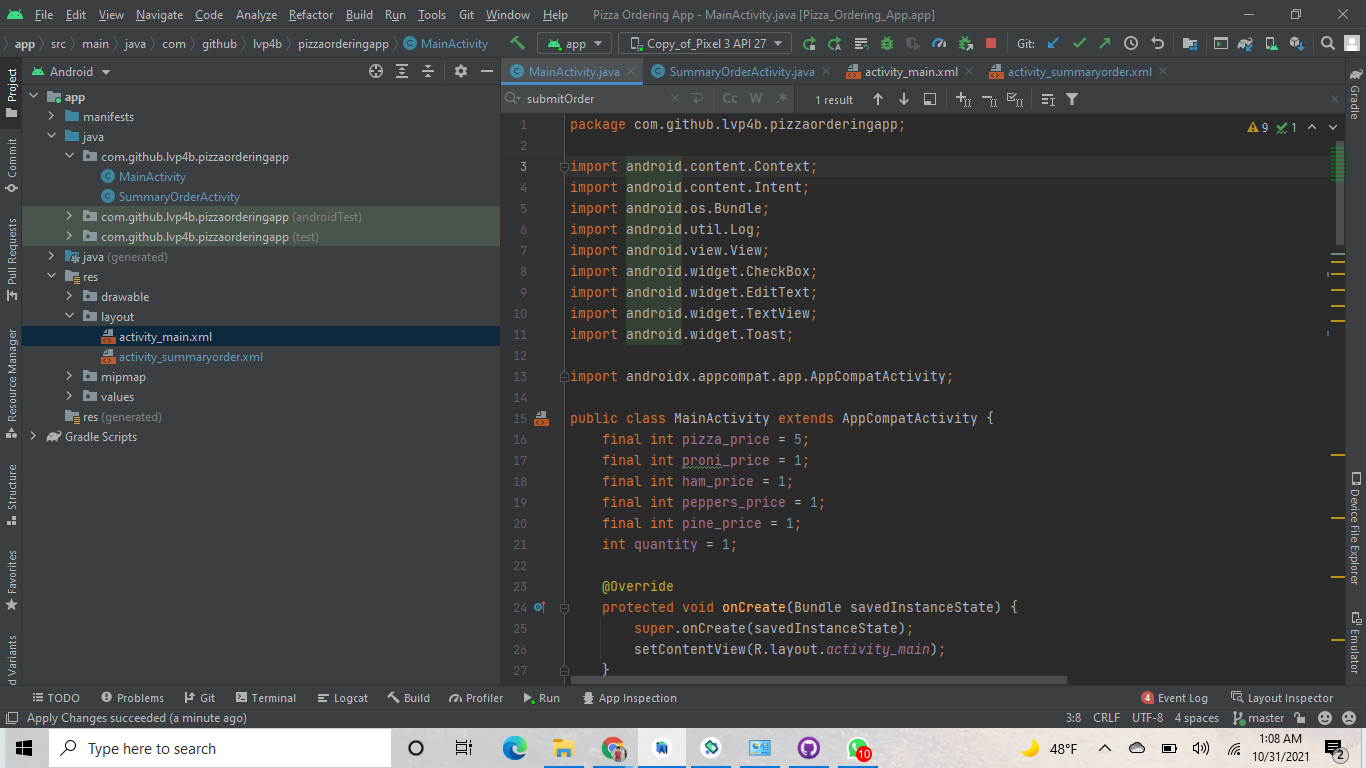 File Edit View Navigate Code Analyze Refactor Build Run Tools Git Window Help Pizza Ordering App - MainActivity.java [Pizza_Ordering_App.app]
app src main java com github lvp4b pizzaorderingapp MainActivity app Copy_of_Pixel 3 API 27 Git:
Android
MainActivity.java SummaryOrderActivity.java activity_main.xml activity_summaryorder.xml
submitOrder Cc W .* 1 result
Project
Commit
Pull Requests
Resource Manager
Structure
Favorites
d Variants
app
manifests
java
com.github.lvp4b.pizzaorderingapp
MainActivity
SummaryOrderActivity
com.github.lvp4b.pizzaorderingapp (androidTest)
com.github.lvp4b.pizzaorderingapp (test)
java (generated)
res
drawable
layout
activity_main.xml
activity_summaryorder.xml
mipmap
values
res (generated)
Gradle Scripts
9 1
1 package com.github.lvp4b.pizzaorderingapp;
2
3 import android.content.Context;
4 import android.content.Intent;
5 import android.os.Bundle;
6 import android.util.Log;
7 import android.view.View;
8 import android.widget.CheckBox;
9 import android.widget.EditText;
10 import android.widget.TextView;
11 import android.widget.Toast;
12
13 import androidx.appcompat.app.AppCompatActivity;
14
15 public class MainActivity extends AppCompatActivity {
16 final int pizza_price = 5;
17 final int proni_price = 1;
18 final int ham_price = 1;
19 final int peppers_price = 1;
20 final int pine_price = 1;
21 int quantity = 1;
22
23 @Override
24 protected void onCreate(Bundle savedInstanceState) {
25 super.onCreate(savedInstanceState);
26 setContentView(R.layout.activity_main);
27 }
Gradle
Device File Explorer
Emulator
TODO Problems Git Terminal Logcat Build Profiler Run App Inspection 4 Event Log Layout Inspector
Apply Changes succeeded (a minute ago) 3:8 CRLF UTF-8 4 spaces master
Type here to search 10 48°F 1:08 AM
10/31/2021 2